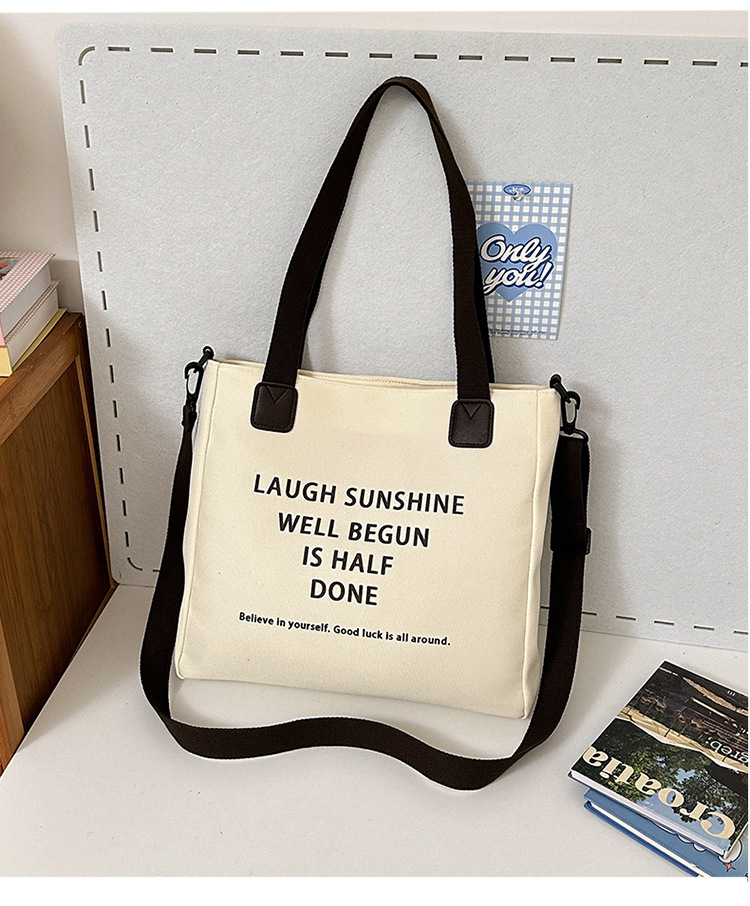 Only
you!
LAUGH SUNSHINE
WELL BEGUN
IS HALF
DONE
Believe in yourself. Good luck is all around.
Croatia